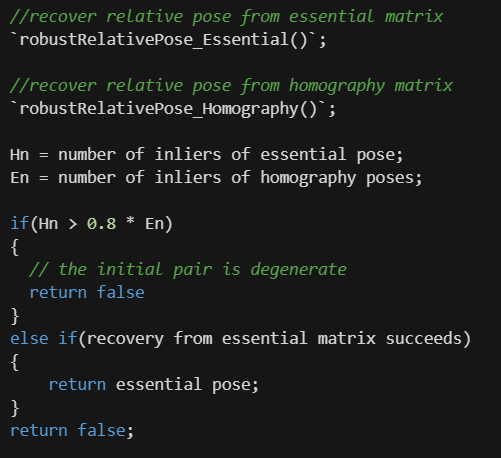 //recover relative pose from essential matrix
`robustRelativePose_Essential()`;
//recover relative pose from homography matrix
`robustRelativePose_Homography()`;
Hn = number of inliers of essential pose;
En = number of inliers of homography poses;
if(Hn > 0.8 * En)
{
// the initial pair is degenerate
return false
}
else if(recovery from essential matrix succeeds)
{
return essential pose;
}
return false;